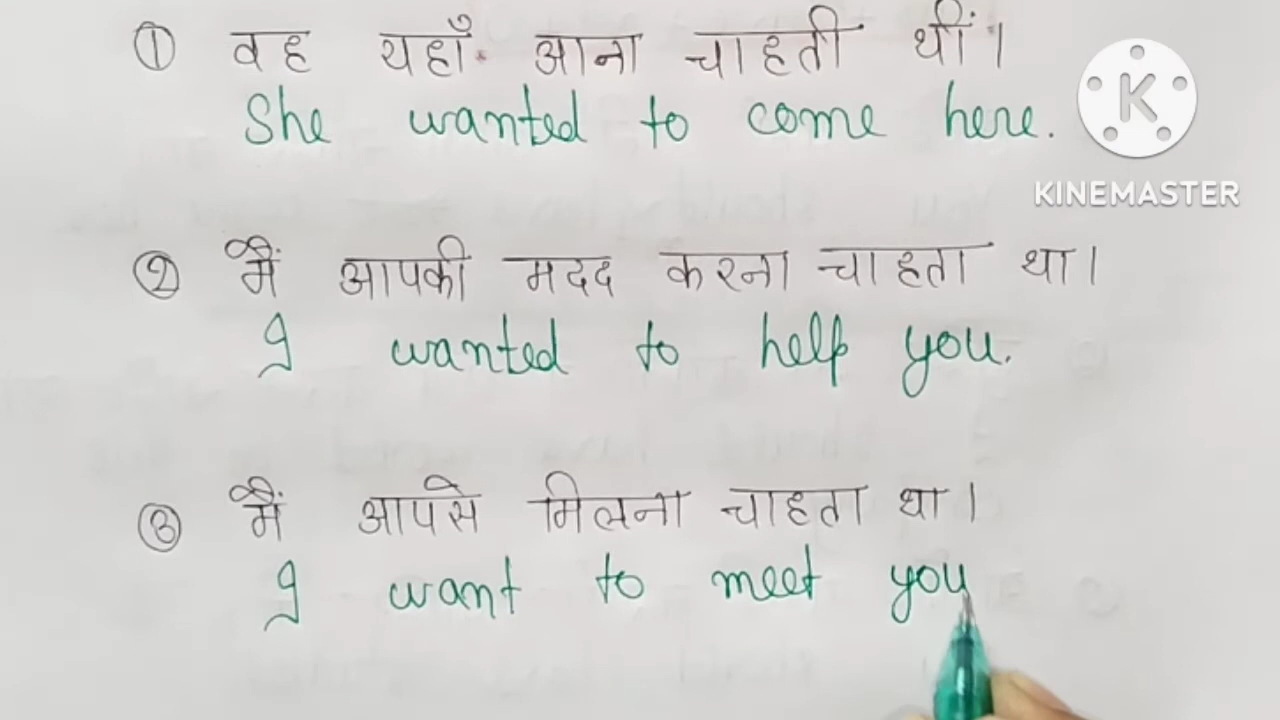 ① वह यहाँ आना चाहती थीं।
She wanted to come here.
KINEMASTER
② मैं आपकी मदद करना चाहता था।
I wanted to help you.
③ मैं आपसे मिलना चाहता था।
I want to meet you